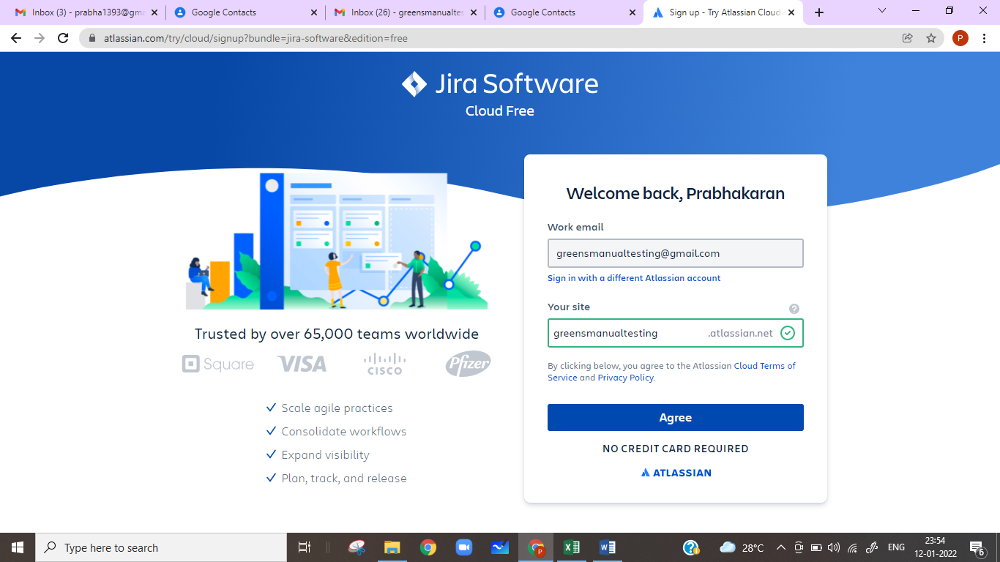 Inbox (3) - prabha1393@gma
Google Contacts
Inbox (26) - greensmanualtes
Google Contacts
Sign up - Try Atlassian Cloud
atlassian.com/try/cloud/signup?bundle=jira-software&edition=free
P
Jira Software
Cloud Free
Welcome back, Prabhakaran
Work email
greensmanualtesting@gmail.com
Sign in with a different Atlassian account
Your site
greensmanualtesting .atlassian.net
By clicking below, you agree to the Atlassian Cloud Terms of
Service and Privacy Policy.
Agree
NO CREDIT CARD REQUIRED
ATLASSIAN
Trusted by over 65,000 teams worldwide
Square VISA CISCO Pfizer
Scale agile practices
Consolidate workflows
Expand visibility
Plan, track, and release
Type here to search
28°C
ENG
23:54
12-01-2022
6